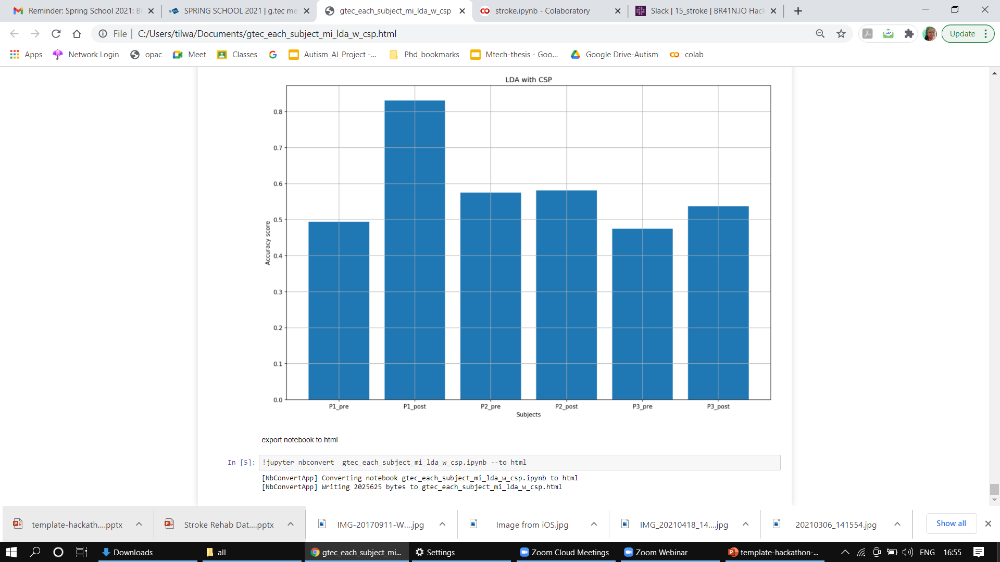 Reminder: Spring School 2021: B
SPRING SCHOOL 2021 | g.tec me
gtec_each_subject_mi_lda_w_csp
stroke.ipynb - Colaboratory
Slack | 15_stroke | BR41N.IO Hac
File
C:/Users/tilwa/Documents/gtec_each_subject_mi_lda_w_csp.html
Update
Apps
Network Login
opac
Meet
Classes
Autism_AI_Project -...
Phd_bookmarks
Mtech-thesis - Goo...
Google Drive-Autism
colab
LDA with CSP
0.8
0.7
0.6
0.5
0.4
0.3
0.2
0.1
0.0
Accuracy score
P1_pre P1_post P2_pre P2_post P3_pre P3_post
Subjects
export notebook to html
In [5]: !jupyter nbconvert  gtec_each_subject_mi_lda_w_csp.ipynb --to html
[NbConvertApp] Converting notebook gtec_each_subject_mi_lda_w_csp.ipynb to html
[NbConvertApp] Writing 2025625 bytes to gtec_each_subject_mi_lda_w_csp.html
template-hackath....pptx
Stroke Rehab Dat....pptx
IMG-20170911-W....jpg
Image from iOS.jpg
IMG_20210418_14....jpg
20210306_141554.jpg
Show all
Downloads
all
gtec_each_subject_mi...
Settings
Zoom Cloud Meetings
Zoom Webinar
template-hackathon-...
ENG
16:55